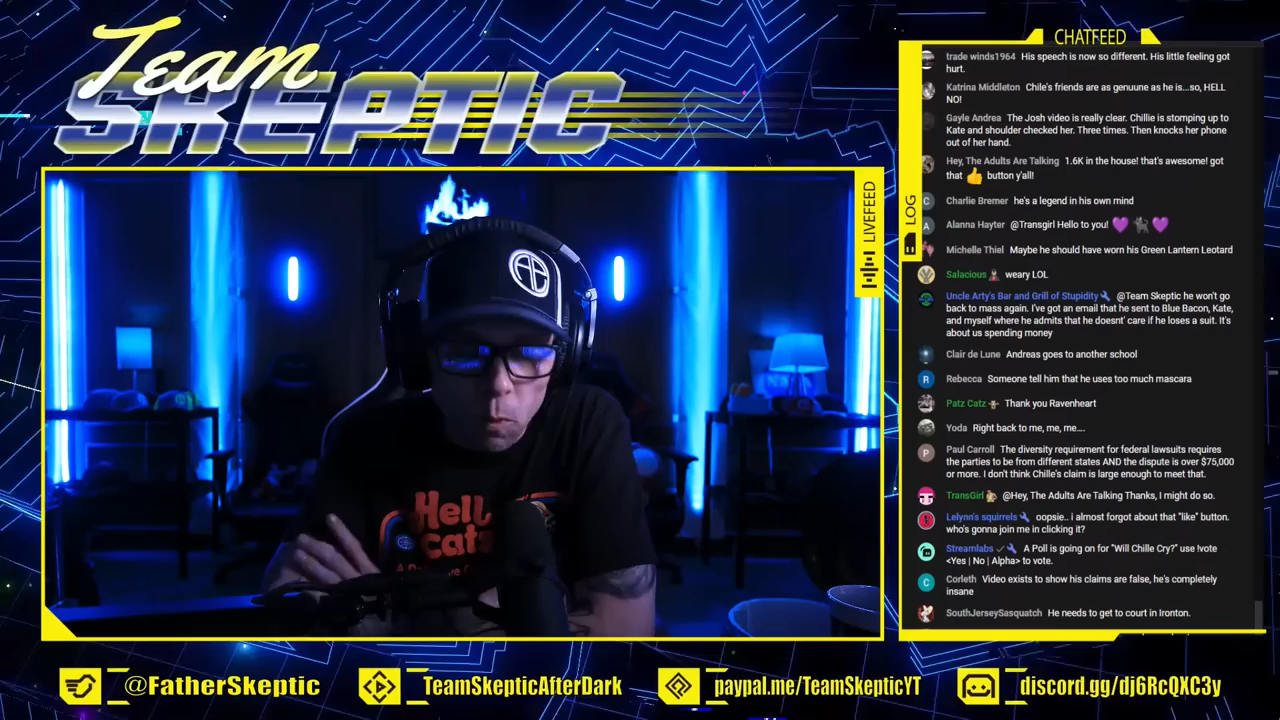 Team
SKEPTIC
LIVEFEED
Hell
cats
CHATFEED
LOG
trade winds1964 His speech is now so different. His little feeling got
hurt.
Katrina Middleton Chile's friends are as genuune as he is...so, HELL
NO!
Gayle Andrea The Josh video is really clear. Chillie is stomping up to
Kate and shoulder checked her. Three times. Then knocks her phone
out of her hand.
Hey, The Adults Are Talking 1.6K in the house! that's awesome! got
that 👍 button y'all!
Charlie Bremer he's a legend in his own mind
Alanna Hayter @Transgirl Hello to you! 💜 🐈‍⬛ 💜
Michelle Thiel Maybe he should have worn his Green Lantern Leotard
Salacious weary LOL
Uncle Arty's Bar and Grill of Stupidity @Team Skeptic he won't go
back to mass again. I've got an email that he sent to Blue Bacon, Kate,
and myself where he admits that he doesnt' care if he loses a suit. It's
about us spending money
Clair de Lune Andreas goes to another school
Rebecca Someone tell him that he uses too much mascara
Patz Catz Thank you Ravenheart
Yoda Right back to me, me, me....
Paul Carroll The diversity requirement for federal lawsuits requires
the parties to be from different states AND the dispute is over $75,000
or more. I don't think Chille's claim is large enough to meet that.
TransGirl @Hey, The Adults Are Talking Thanks, I might do so.
Lelynn's squirrels oopsie.. i almost forgot about that "like" button.
who's gonna join me in clicking it?
Streamlabs A Poll is going on for "Will Chille Cry?" use !vote
<Yes | No | Alpha> to vote.
Corleth Video exists to show his claims are false, he's completely
insane
SouthJerseySasquatch He needs to get to court in Ironton.
@FatherSkeptic
TeamSkepticAfterDark
paypal.me/TeamSkepticYT
discord.gg/dj6RcQXC3y